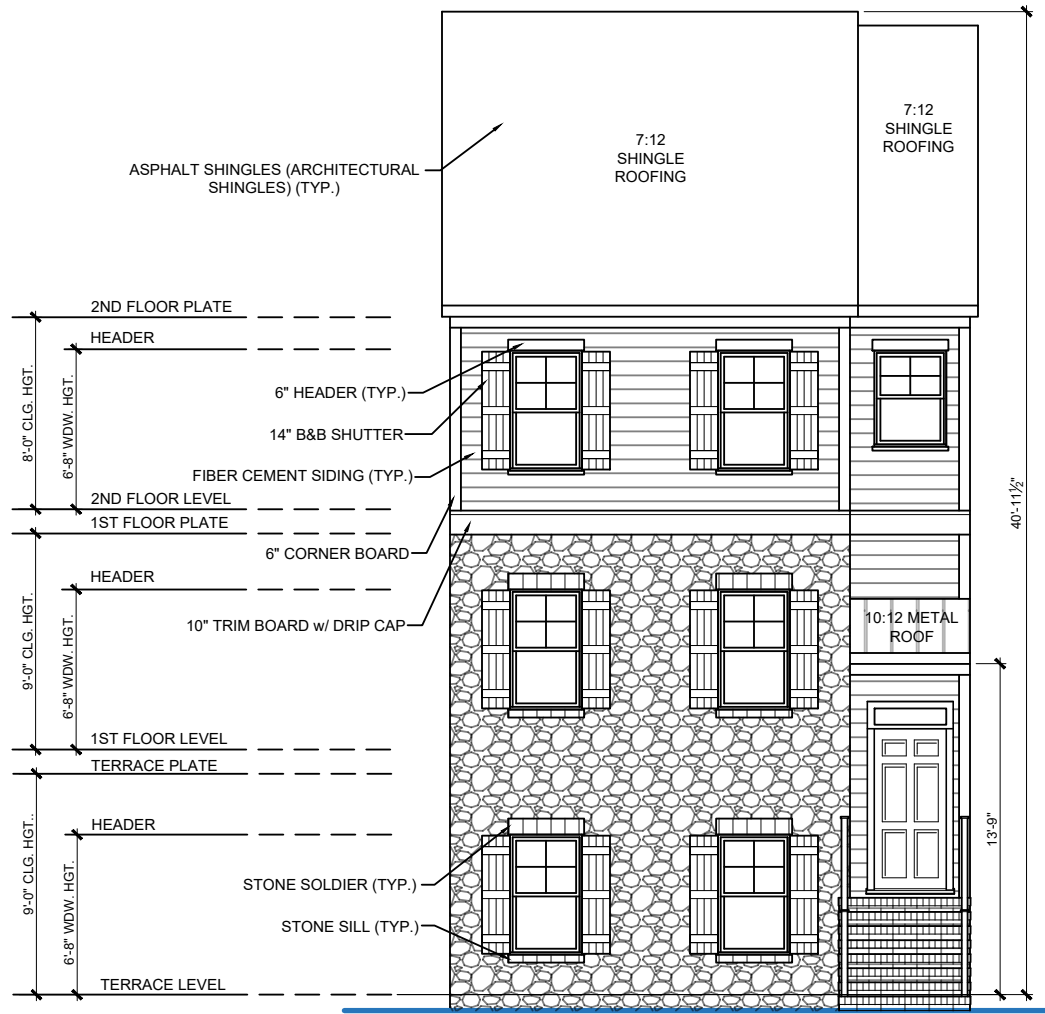 7:12
SHINGLE
ROOFING
7:12
SHINGLE
ROOFING
ASPHALT SHINGLES (ARCHITECTURAL
SHINGLES) (TYP.)
2ND FLOOR PLATE
HEADER
6" HEADER (TYP.)
14" B&B SHUTTER
FIBER CEMENT SIDING (TYP.)
8'-0" CLG. HGT.
6'-8" WDW. HGT.
2ND FLOOR LEVEL
1ST FLOOR PLATE
40'-11½"
6" CORNER BOARD
HEADER
10" TRIM BOARD w/ DRIP CAP
10:12 METAL
ROOF
9'-0" CLG. HGT.
6'-8" WDW. HGT.
1ST FLOOR LEVEL
TERRACE PLATE
HEADER
13'-9"
9'-0" CLG. HGT..
6'-8" WDW. HGT.
STONE SOLDIER (TYP.)
STONE SILL (TYP.)
TERRACE LEVEL